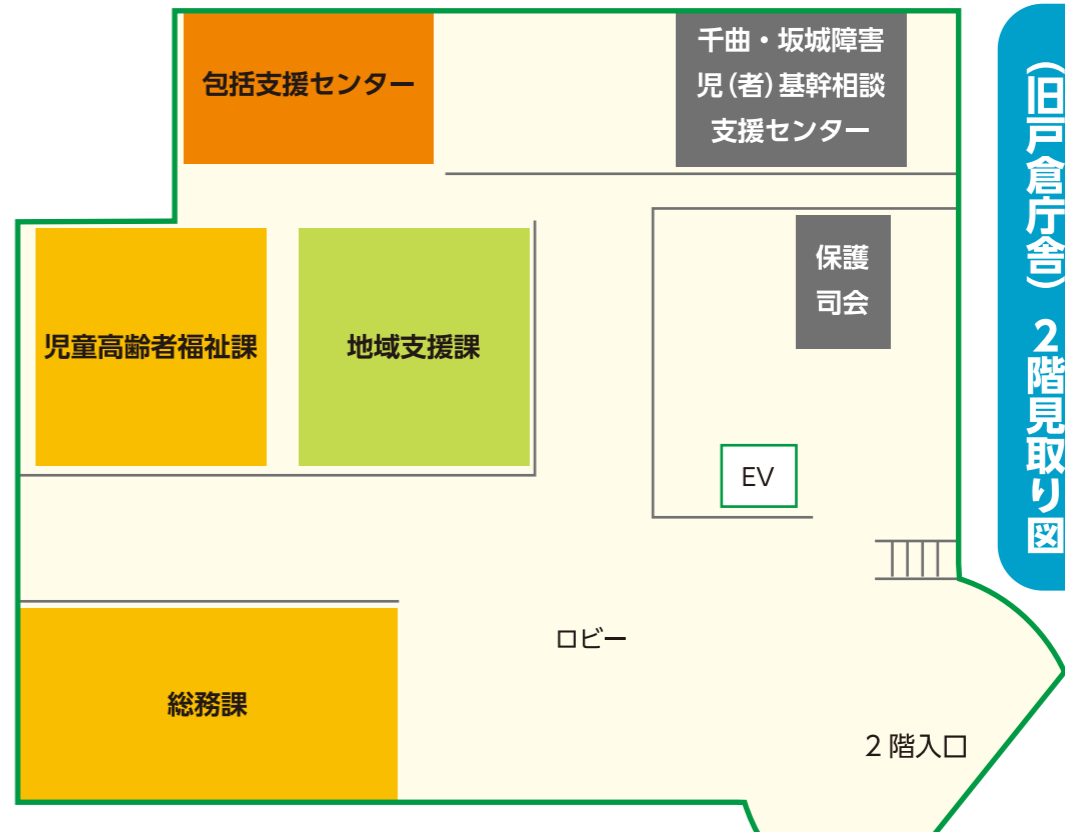 (旧戸倉庁舎) 2階見取り図
包括支援センター
千曲・坂城障害
児(者)基幹相談
支援センター
保護
司会
児童高齢者福祉課
地域支援課
EV
ロビー
総務課
2階入口